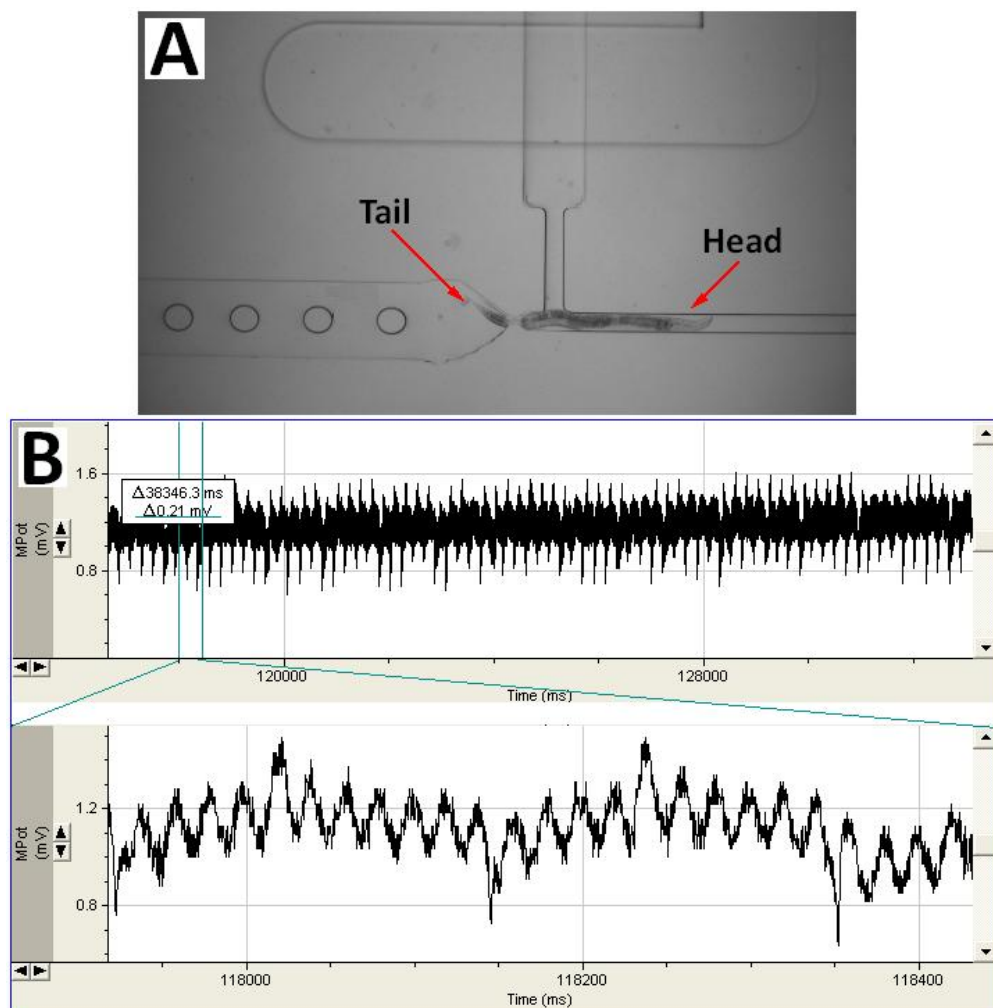 A
Tail
Head
B
1.6
0.8
MPot
(mV)
Δ38346.3 ms
Δ0.21 mV
120000
128000
Time (ms)
1.2
0.8
MPot
(mV)
118000
118200
118400
Time (ms)